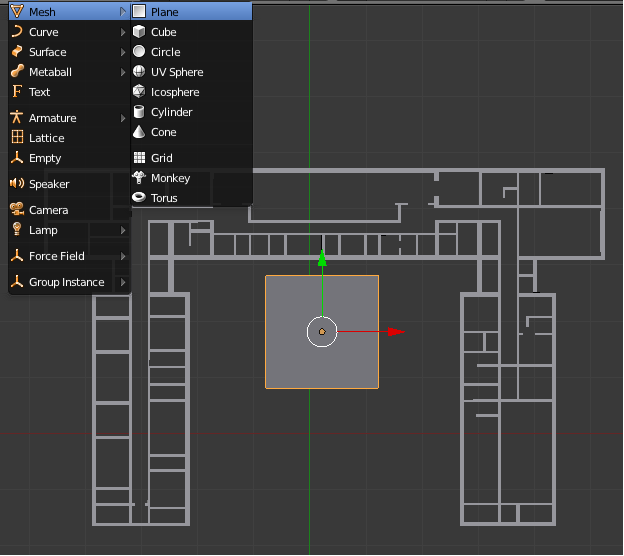 Mesh
Curve
Surface
Metaball
Text
Armature
Lattice
Empty
Speaker
Camera
Lamp
Force Field
Group Instance
Plane
Cube
Circle
UV Sphere
Icosphere
Cylinder
Cone
Grid
Monkey
Torus